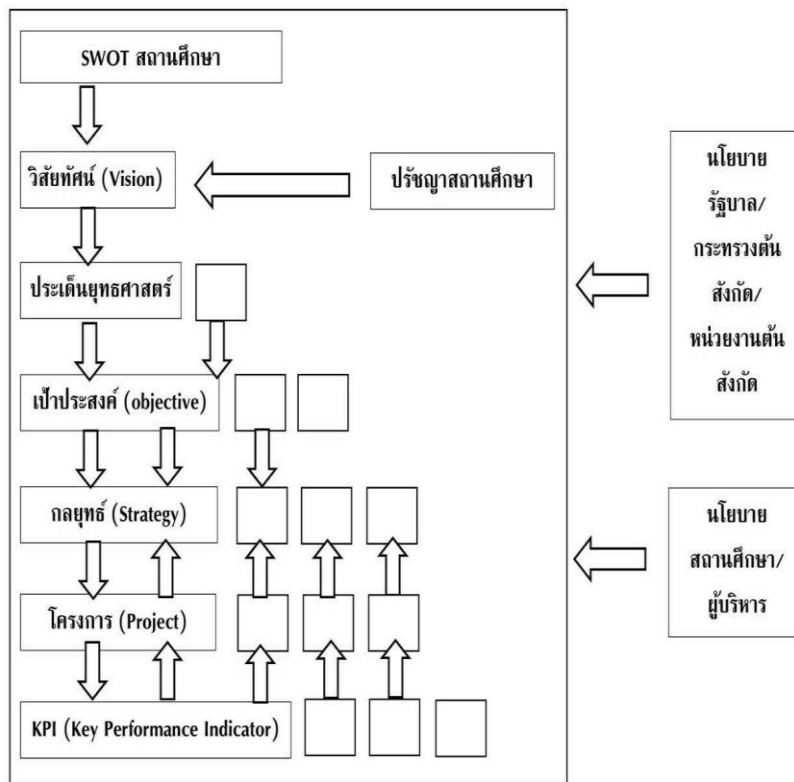 SWOT สถานศึกษา
วิสัยทัศน์ (Vision)
ปรัชญาสถานศึกษา
ประเด็นยุทธศาสตร์
เป้าประสงค์ (objective)
กลยุทธ์ (Strategy)
โครงการ (Project)
KPI (Key Performance Indicator)
นโยบาย
รัฐบาล/
กระทรวงต้น
สังกัด/
หน่วยงานต้น
สังกัด
นโยบาย
สถานศึกษา/
ผู้บริหาร